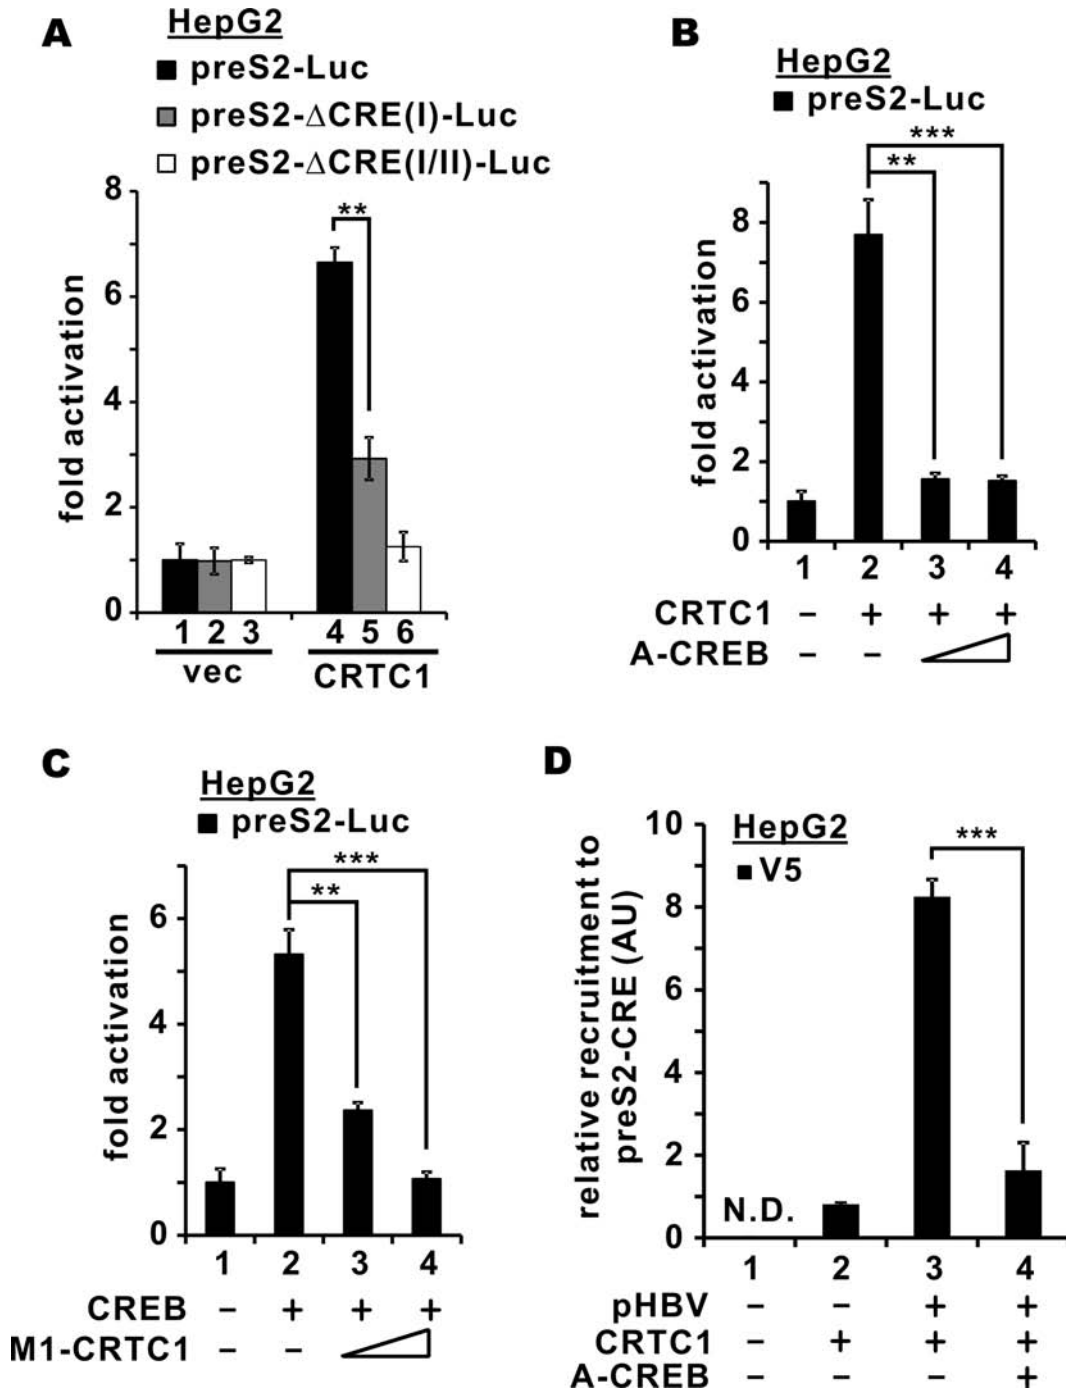 A
HepG2
preS2-Luc
preS2-ΔCRE(I)-Luc
preS2-ΔCRE(I/II)-Luc
8
6
4
2
0
fold activation
**
1 2 3 4 5 6
vec CRTC1
B
HepG2
preS2-Luc
***
**
8
6
4
2
0
fold activation
1 2 3 4
CRTC1 – + + +
A-CREB – –
C
HepG2
preS2-Luc
***
**
6
4
2
0
fold activation
1 2 3 4
CREB – + + +
M1-CRTC1 – –
D
HepG2
V5
***
10
8
6
4
2
0
relative recruitment to
preS2-CRE (AU)
N.D.
1 2 3 4
pHBV – – + +
CRTC1 – + + +
A-CREB – – – +